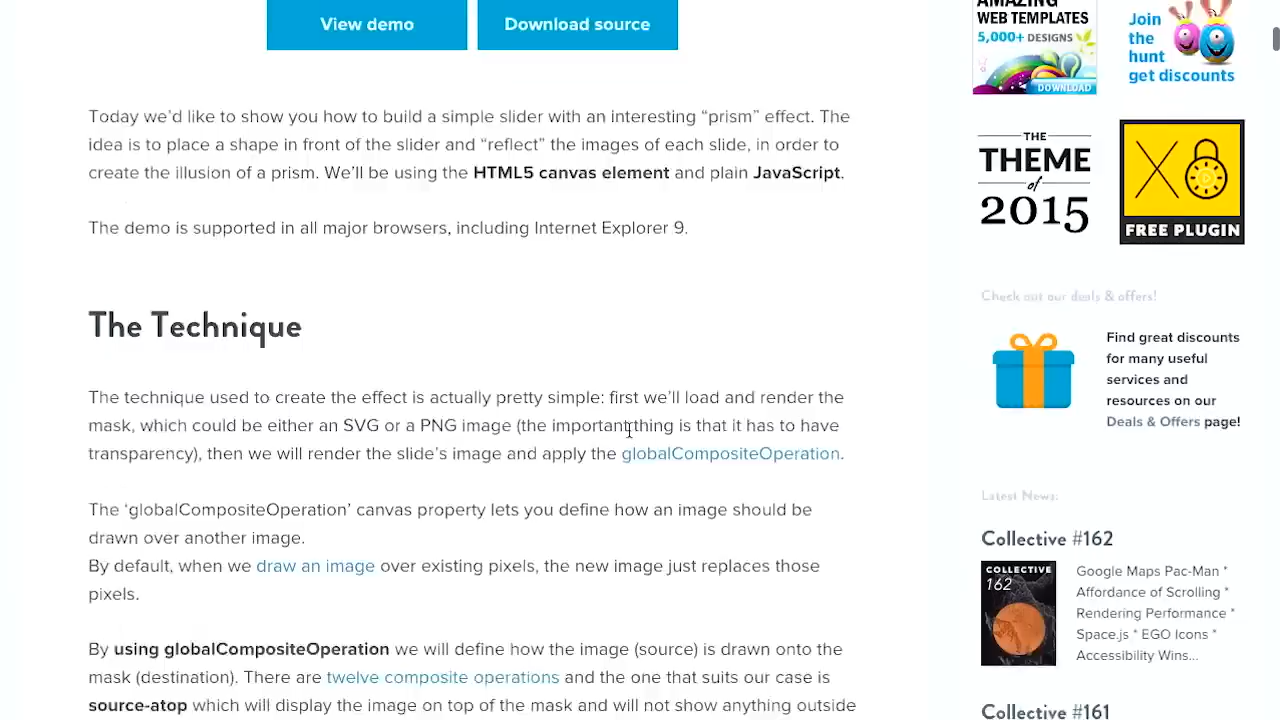 View demo
Download source
Today we'd like to show you how to build a simple slider with an interesting “prism” effect. The
idea is to place a shape in front of the slider and “reflect” the images of each slide, in order to
create the illusion of a prism. We'll be using the HTML5 canvas element and plain JavaScript.
The demo is supported in all major browsers, including Internet Explorer 9.
The Technique
The technique used to create the effect is actually pretty simple: first we'll load and render the
mask, which could be either an SVG or a PNG image (the important thing is that it has to have
transparency), then we will render the slide's image and apply the globalCompositeOperation.
The ‘globalCompositeOperation’ canvas property lets you define how an image should be
drawn over another image.
By default, when we draw an image over existing pixels, the new image just replaces those
pixels.
By using globalCompositeOperation we will define how the image (source) is drawn onto the
mask (destination). There are twelve composite operations and the one that suits our case is
source-atop which will display the image on top of the mask and will not show anything outside
AMAZING
WEB TEMPLATES
5,000+ DESIGNS
DOWNLOAD
Join
the
hunt
get discounts
THE
THEME
of
2015
X
FREE PLUGIN
Check out our deals & offers!
Find great discounts
for many useful
services and
resources on our
Deals & Offers page!
Latest News:
Collective #162
COLLECTIVE
162
Google Maps Pac-Man *
Affordance of Scrolling *
Rendering Performance *
Space.js * EGO Icons *
Accessibility Wins...
Collective #161